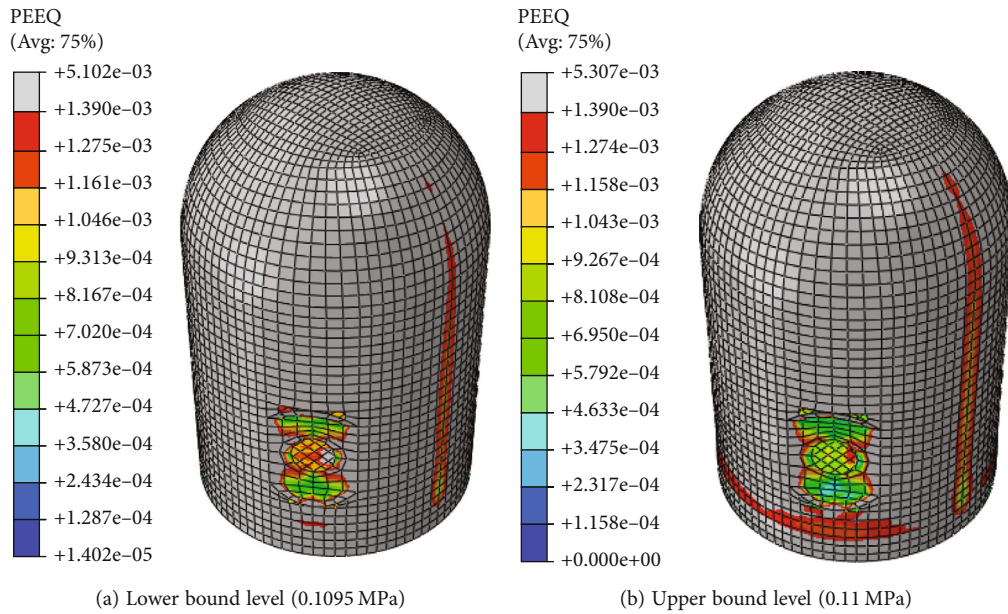 PEEQ
(Avg: 75%)
+5.102e–03
+1.390e–03
+1.275e–03
+1.161e–03
+1.046e–03
+9.313e–04
+8.167e–04
+7.020e–04
+5.873e–04
+4.727e–04
+3.580e–04
+2.434e–04
+1.287e–04
+1.402e–05
(a) Lower bound level (0.1095 MPa)
PEEQ
(Avg: 75%)
+5.307e–03
+1.390e–03
+1.274e–03
+1.158e–03
+1.043e–03
+9.267e–04
+8.108e–04
+6.950e–04
+5.792e–04
+4.633e–04
+3.475e–04
+2.317e–04
+1.158e–04
+0.000e+00
(b) Upper bound level (0.11 MPa)